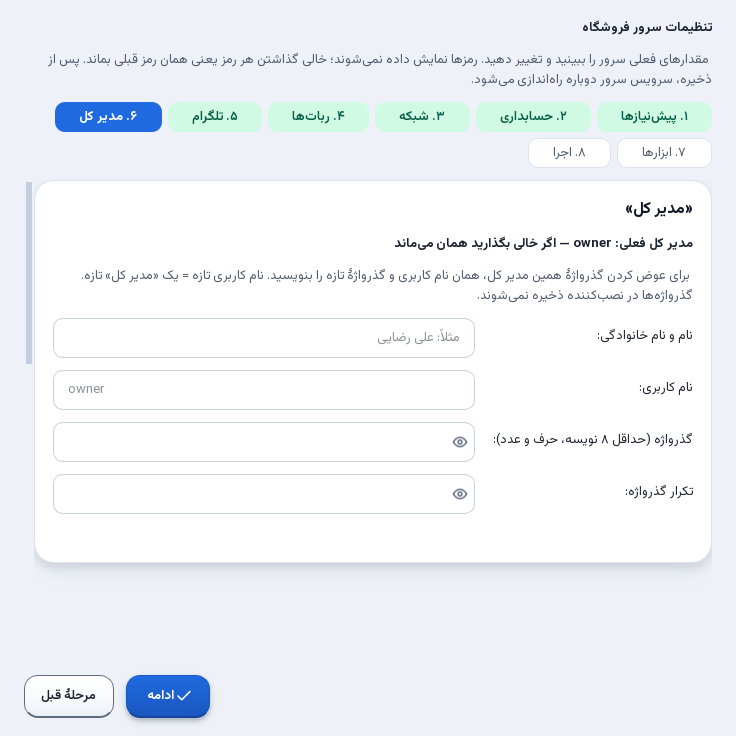 تنظیمات سرور فروشگاه
مقدارهای فعلی سرور را ببینید و تغییر دهید. رمزها نمایش داده نمی‌شوند؛ خالی گذاشتن هر رمز یعنی همان رمز قبلی بماند. پس از
ذخیره، سرویس سرور دوباره راه‌اندازی می‌شود.
۱. پیش‌نیازها
۲. حسابداری
۳. شبکه
۴. ربات‌ها
۵. تلگرام
۶. مدیر کل
۷. ابزارها
۸. اجرا
«مدیر کل»
مدیر کل فعلی: owner — اگر خالی بگذارید همان می‌ماند
برای عوض کردن گذرواژهٔ همین مدیر کل، همان نام کاربری و گذرواژهٔ تازه را بنویسید. نام کاربری تازه = یک «مدیر کل» تازه.
گذرواژه‌ها در نصب‌کننده ذخیره نمی‌شوند.
نام و نام خانوادگی:
مثلاً: علی رضایی
نام کاربری:
owner
گذرواژه (حداقل ۸ نویسه، حرف و عدد):
تکرار گذرواژه:
ادامه
مرحلهٔ قبل